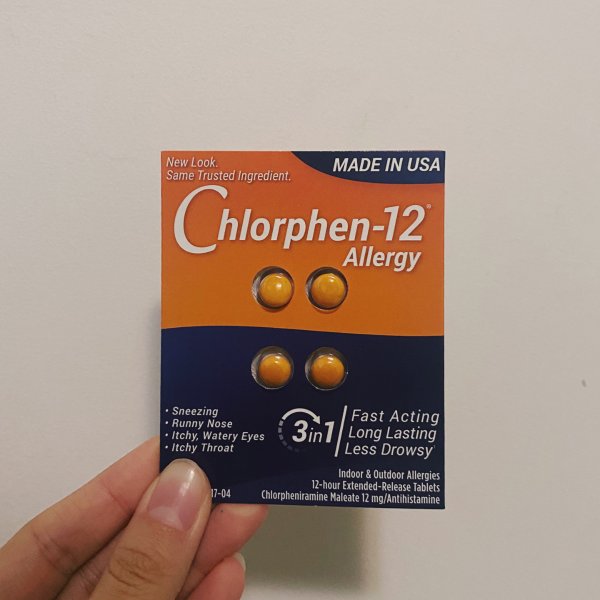 New Look.
Same Trusted Ingredient.
MADE IN USA
Chlorphen-12®
Allergy
• Sneezing
• Runny Nose
• Itchy, Watery Eyes
• Itchy Throat
3in1
Fast Acting
Long Lasting
Less Drowsy
Indoor & Outdoor Allergies
12-hour Extended-Release Tablets
Chlorpheniramine Maleate 12 mg/Antihistamine
17-04